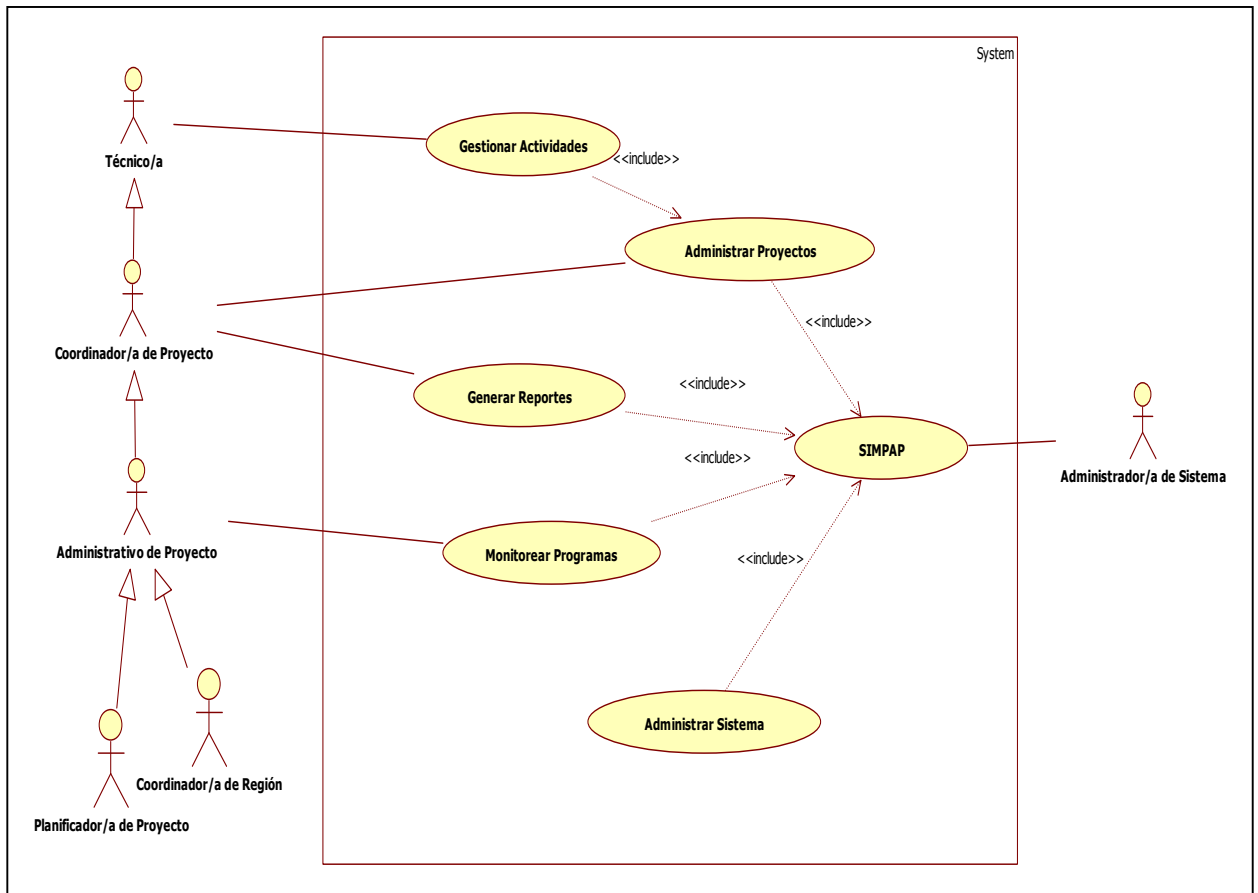 System
Técnico/a
Gestionar Actividades
<<include>>
Administrar Proyectos
Coordinador/a de Proyecto
<<include>>
Generar Reportes
<<include>>
SIMPAP
Administrador/a de Sistema
<<include>>
Administrativo de Proyecto
Monitorear Programas
<<include>>
Administrar Sistema
Coordinador/a de Región
Planificador/a de Proyecto